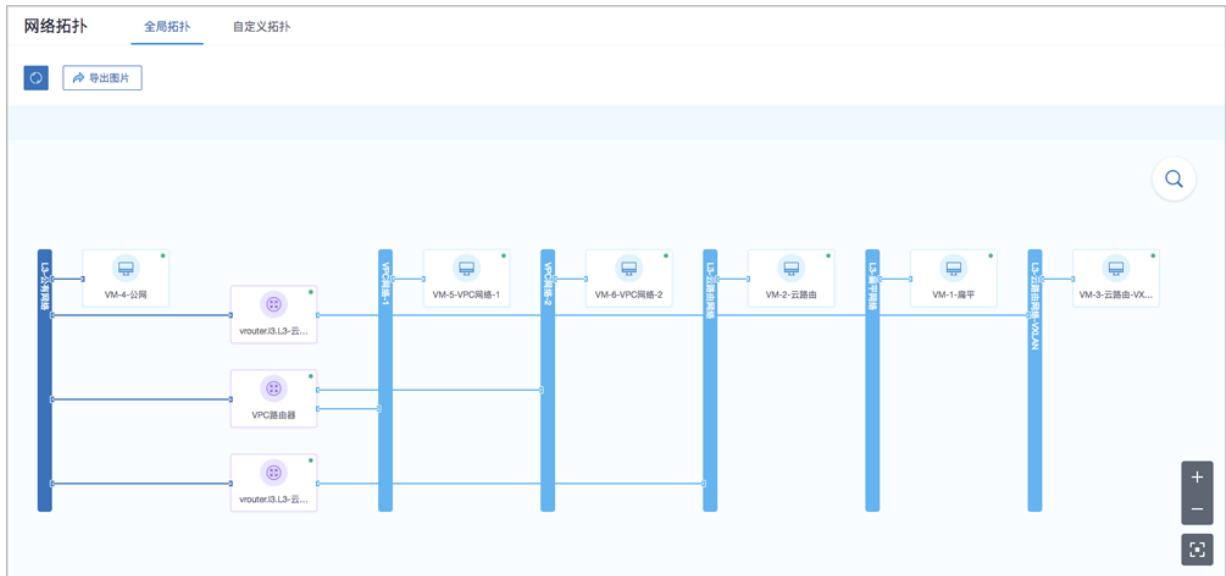 网络拓扑
全局拓扑
自定义拓扑
导出图片
L3-公有网络
VM-4-公网
VPC网络-1
VM-5-VPC网络-1
VPC网络-2
VM-6-VPC网络-2
L3-云路由网络
VM-2-云路由
L3-扁平网络
VM-1-扁平
L3-云路由网络-VXLAN
VM-3-云路由-VX...
vrouter.l3.L3-云...
VPC路由器
vrouter.l3.L3-云...